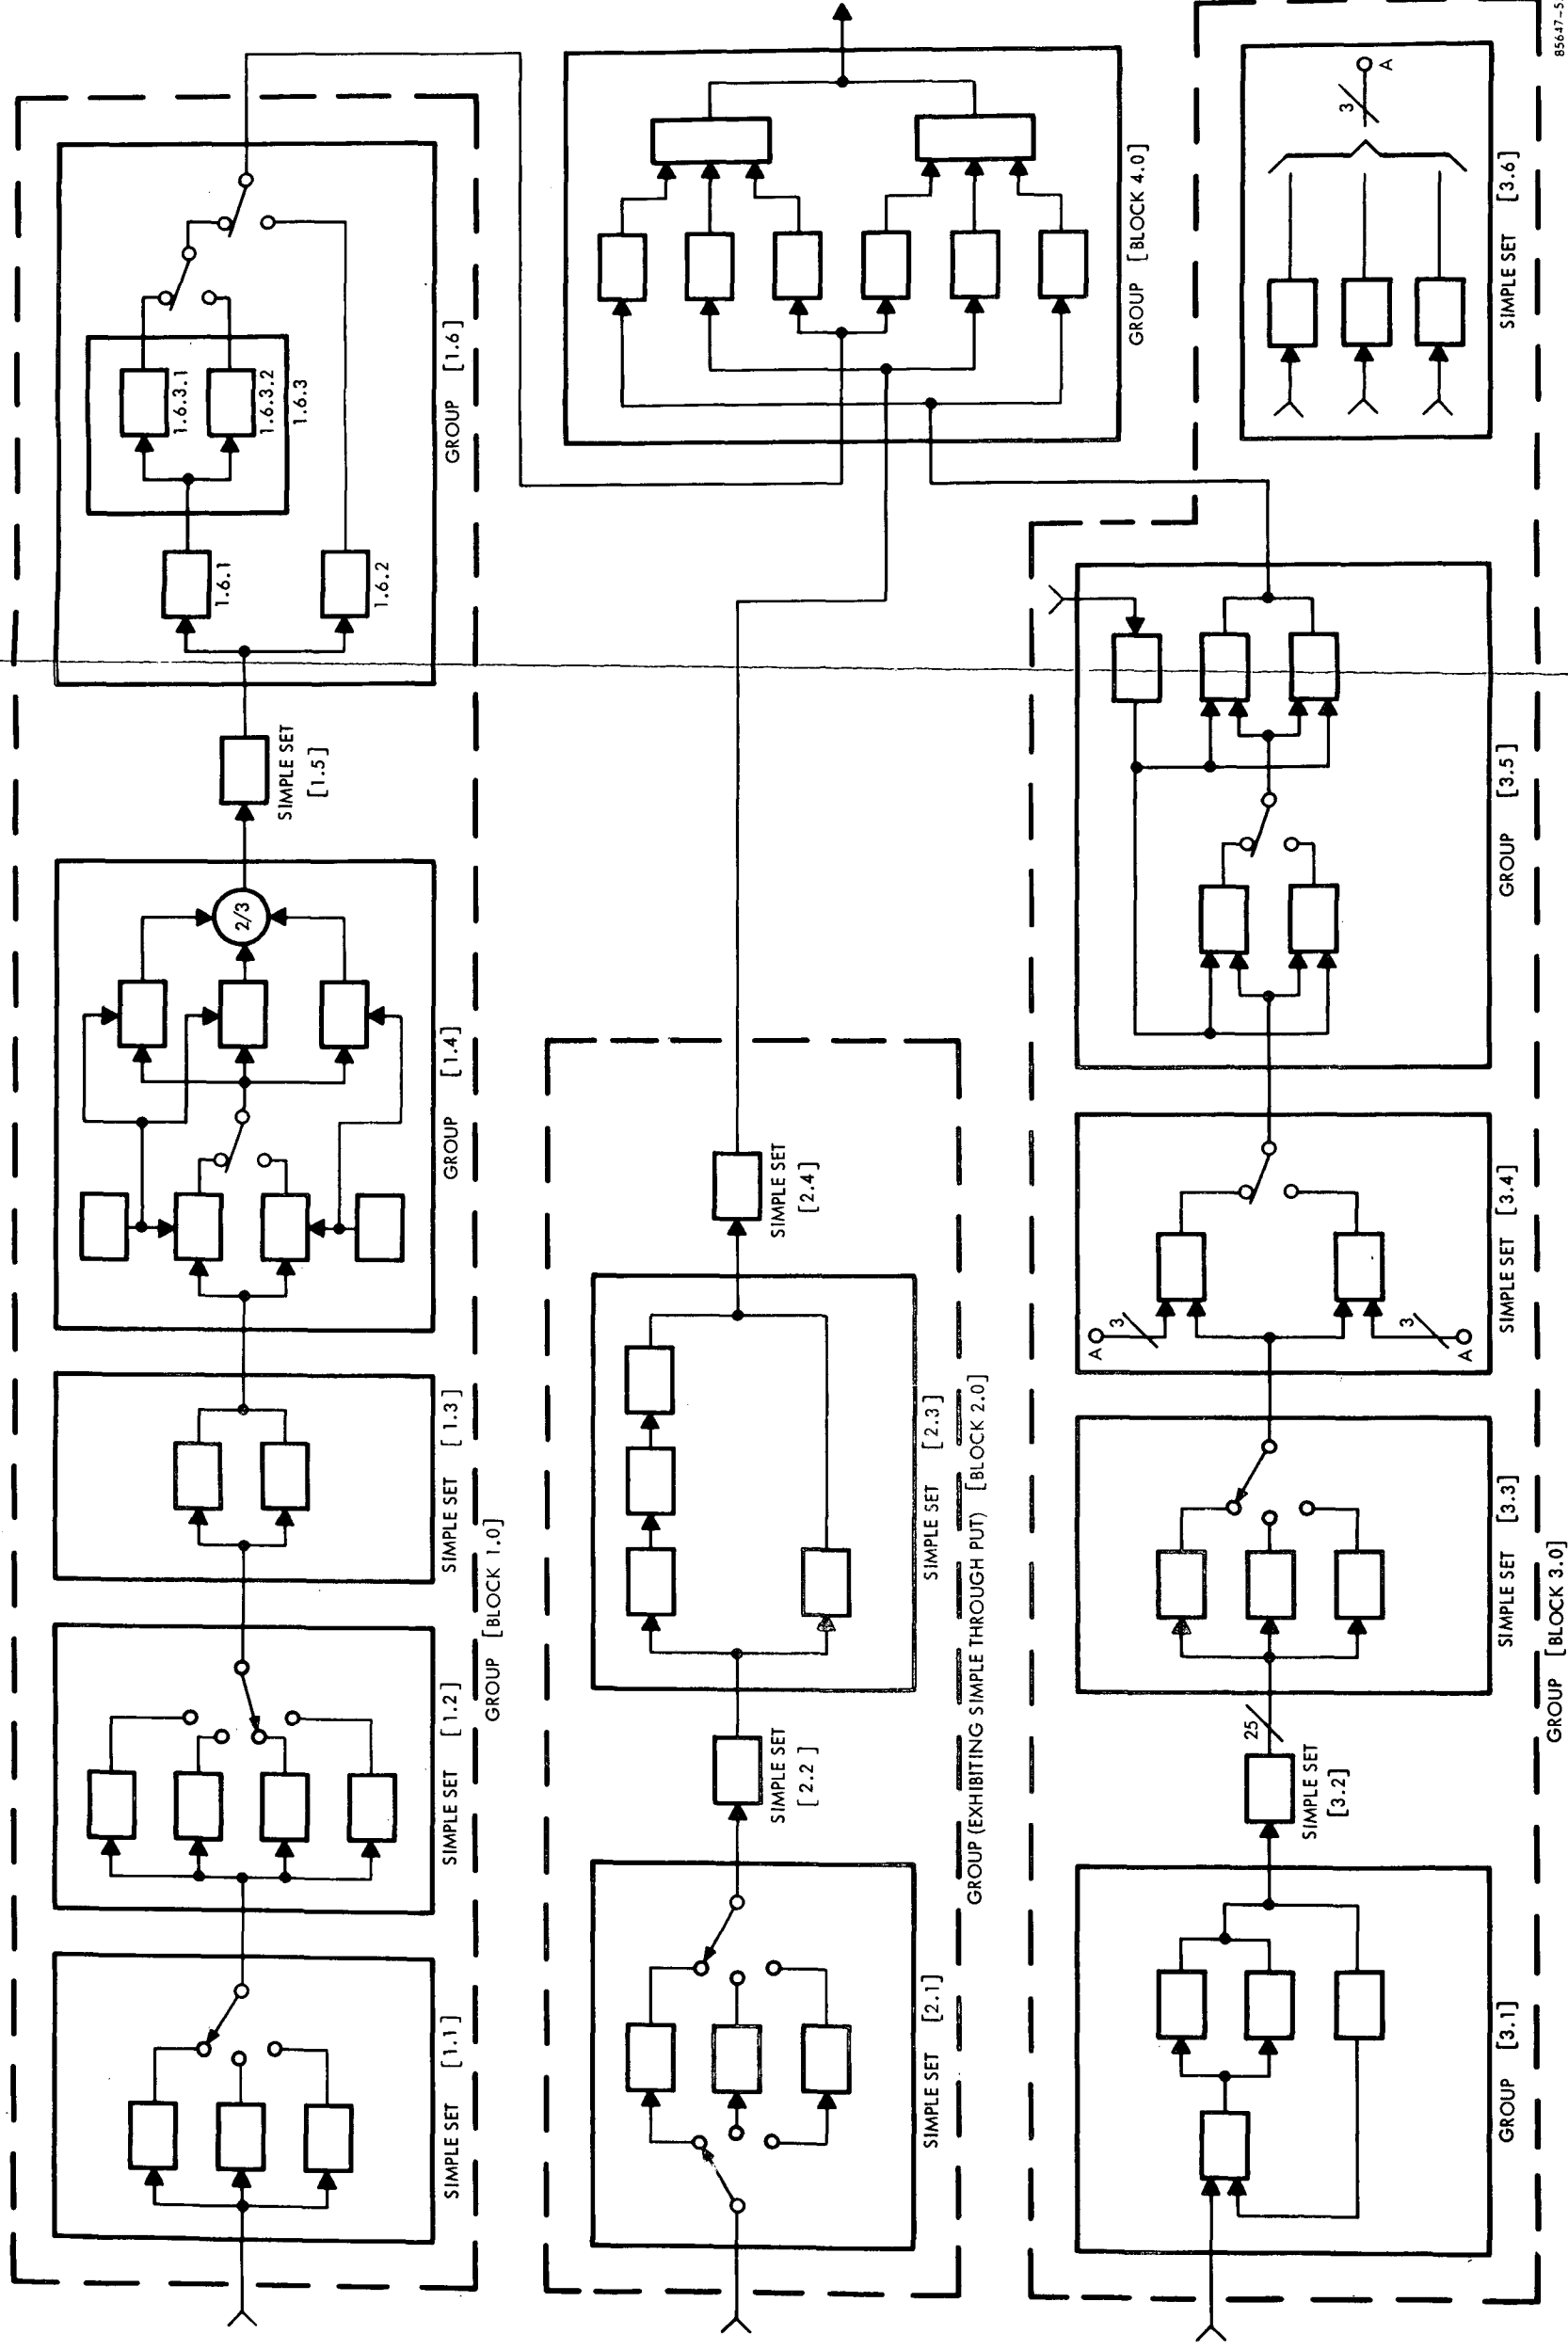 SIMPLE SET [1.1]
SIMPLE SET [1.2]
SIMPLE SET [1.3]
2/3
GROUP [1.4]
SIMPLE SET
[1.5]
1.6.1
1.6.2
1.6.3.1
1.6.3.2
1.6.3
GROUP [1.6]
GROUP [BLOCK 1.0]
SIMPLE SET [2.1]
SIMPLE SET
[2.2]
SIMPLE SET [2.3]
SIMPLE SET
[2.4]
GROUP (EXHIBITING SIMPLE THROUGH PUT) [BLOCK 2.0]
GROUP [BLOCK 4.0]
GROUP [3.1]
SIMPLE SET
[3.2]
25
SIMPLE SET [3.3]
A
3
3
A
SIMPLE SET [3.4]
GROUP [3.5]
3
A
SIMPLE SET [3.6]
GROUP [BLOCK 3.0]